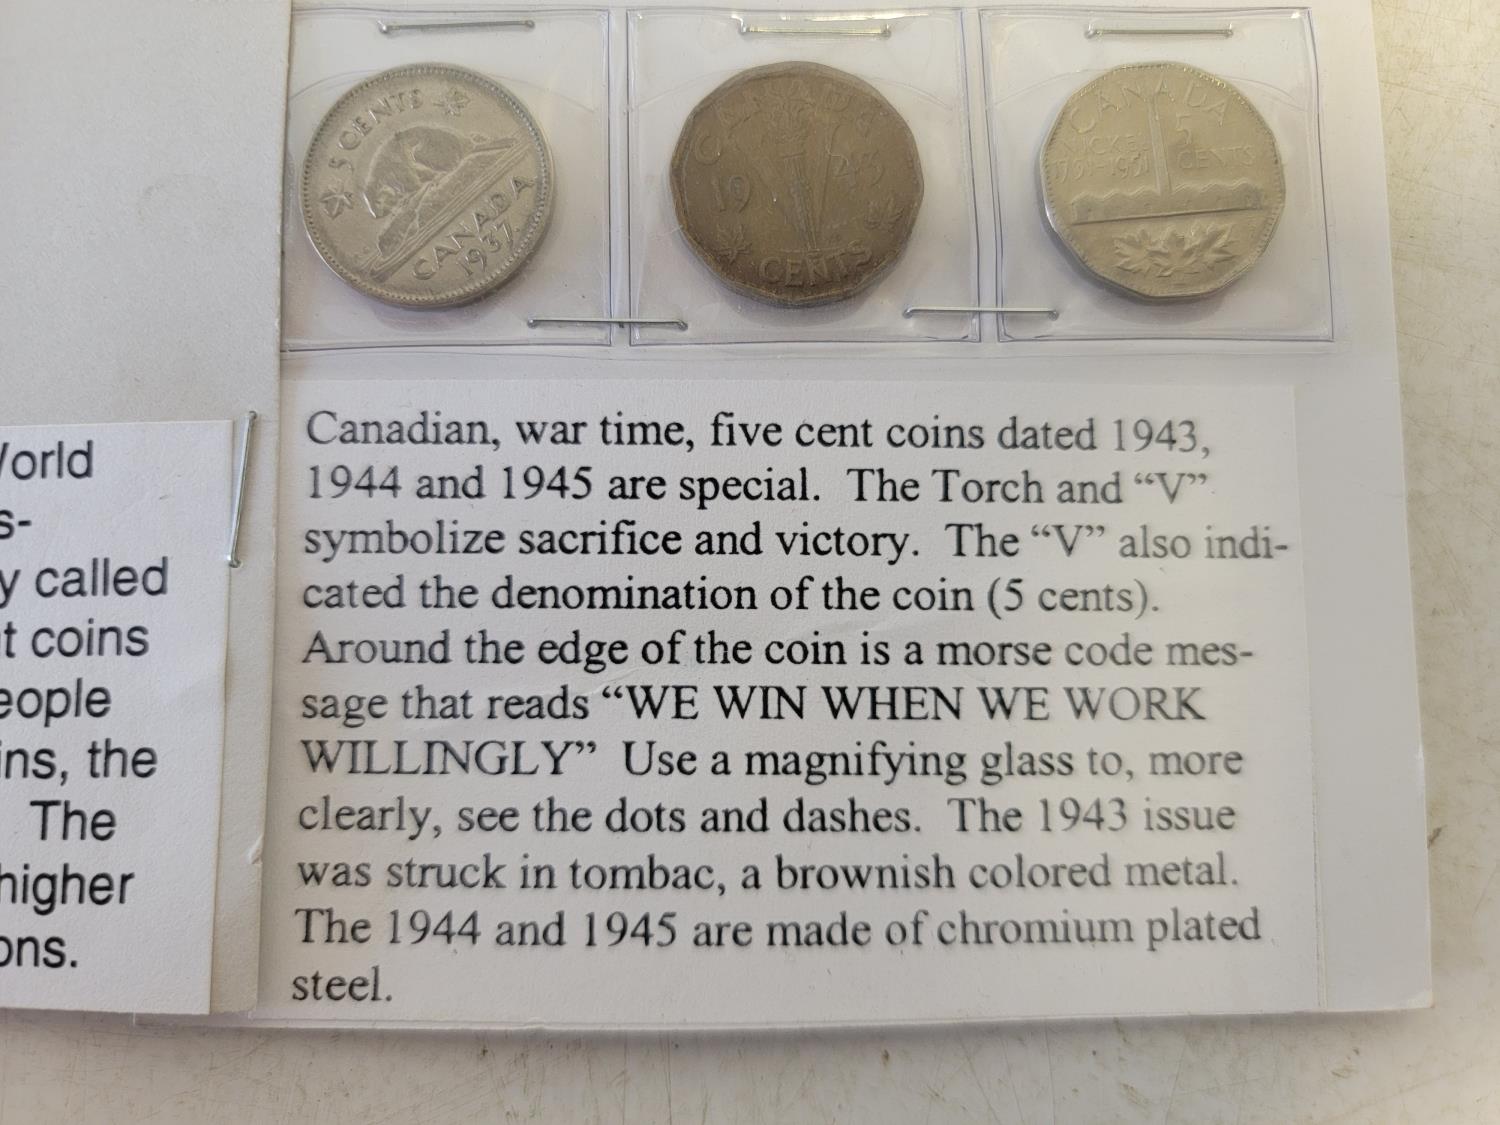 5 CENTS
CANADA
1937
CANADA
19 43
CENTS
CANADA
NICKEL 5
1751-1951 CENTS
Canadian, war time, five cent coins dated 1943,
1944 and 1945 are special. The Torch and “V”
symbolize sacrifice and victory. The “V” also indi-
cated the denomination of the coin (5 cents).
Around the edge of the coin is a morse code mes-
sage that reads “WE WIN WHEN WE WORK
WILLINGLY” Use a magnifying glass to, more
clearly, see the dots and dashes. The 1943 issue
was struck in tombac, a brownish colored metal.
The 1944 and 1945 are made of chromium plated
steel.
orld
s-
y called
t coins
eople
ins, the
The
higher
ons.